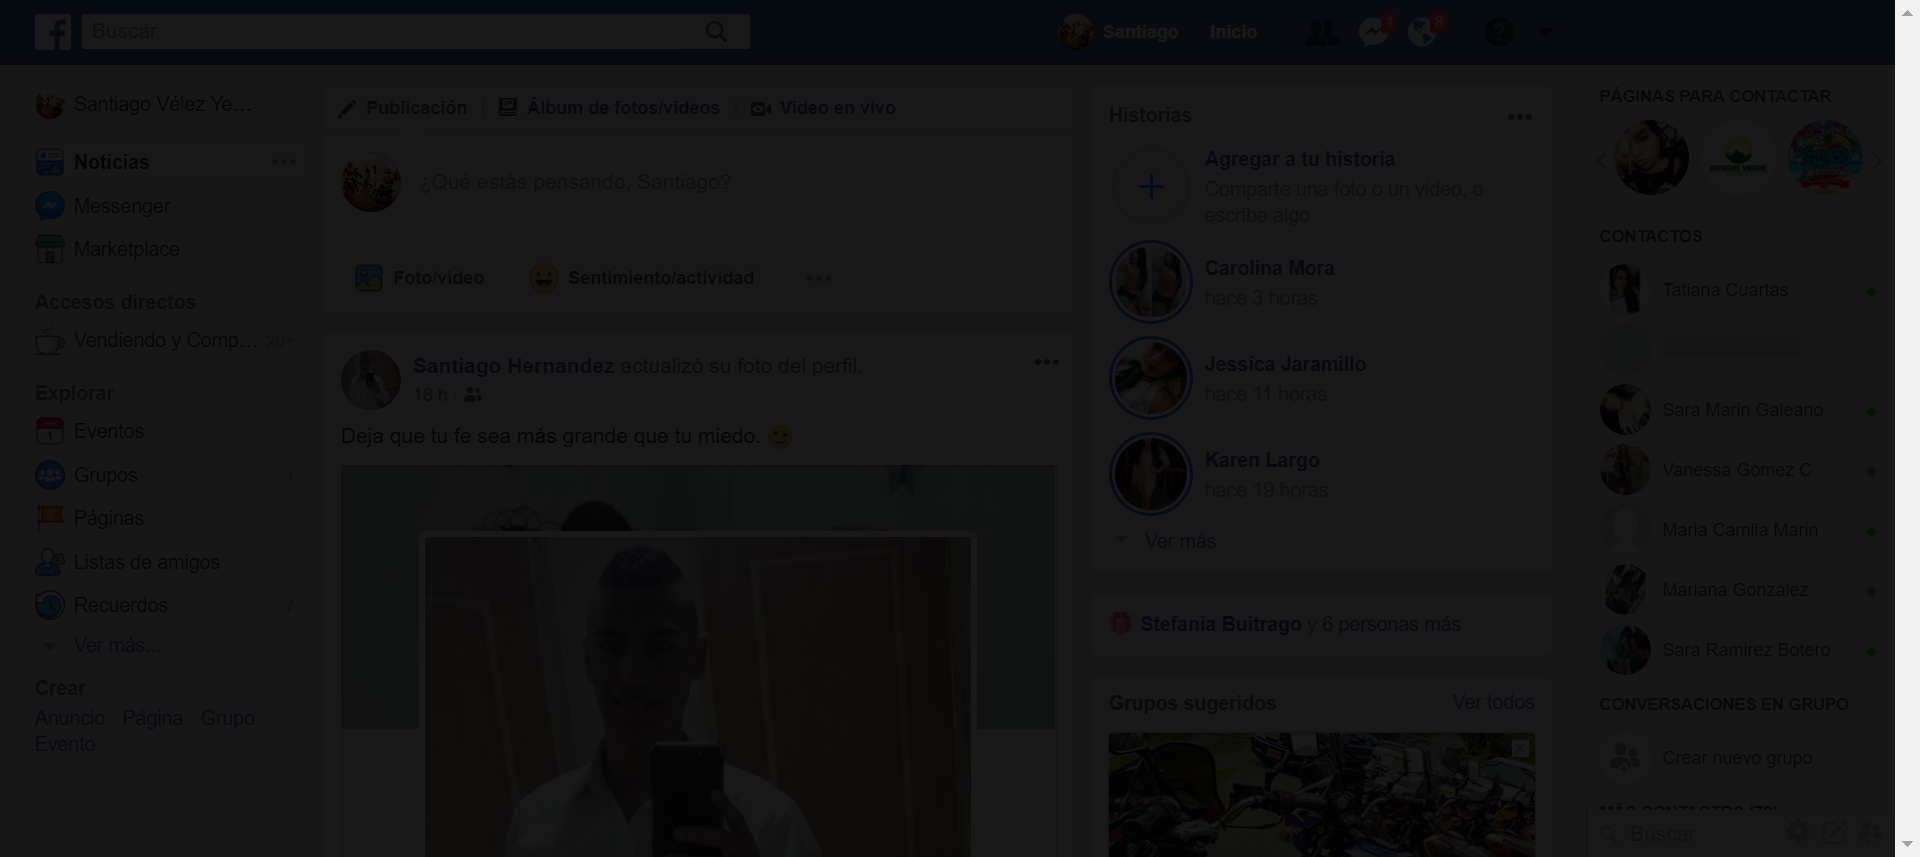 Buscar
Santiago
Inicio
1
8
Santiago Vélez Ye...
Noticias
Messenger
Marketplace
Accesos directos
Vendiendo y Comp... 20+
Explorar
Eventos
Grupos 1
Páginas
Listas de amigos
Recuerdos 7
Ver más...
Crear
Anuncio · Página · Grupo ·
Evento
Publicación
Álbum de fotos/videos
Video en vivo
¿Qué estás pensando, Santiago?
Foto/video
Sentimiento/actividad
Santiago Hernandez actualizó su foto del perfil.
18 h ·
Deja que tu fe sea más grande que tu miedo.
Historias
Agregar a tu historia
Comparte una foto o un video, o
escribe algo
Carolina Mora
hace 3 horas
Jessica Jaramillo
hace 11 horas
Karen Largo
hace 19 horas
Ver más
Stefania Buitrago y 6 personas más
Grupos sugeridos
Ver todos
PÁGINAS PARA CONTACTAR
CONTACTOS
Tatiana Cuartas
Sara Marin Galeano
Vanessa Gómez C
Maria Camila Marin
Mariana González
Sara Ramirez Botero
CONVERSACIONES EN GRUPO
Crear nuevo grupo
Buscar